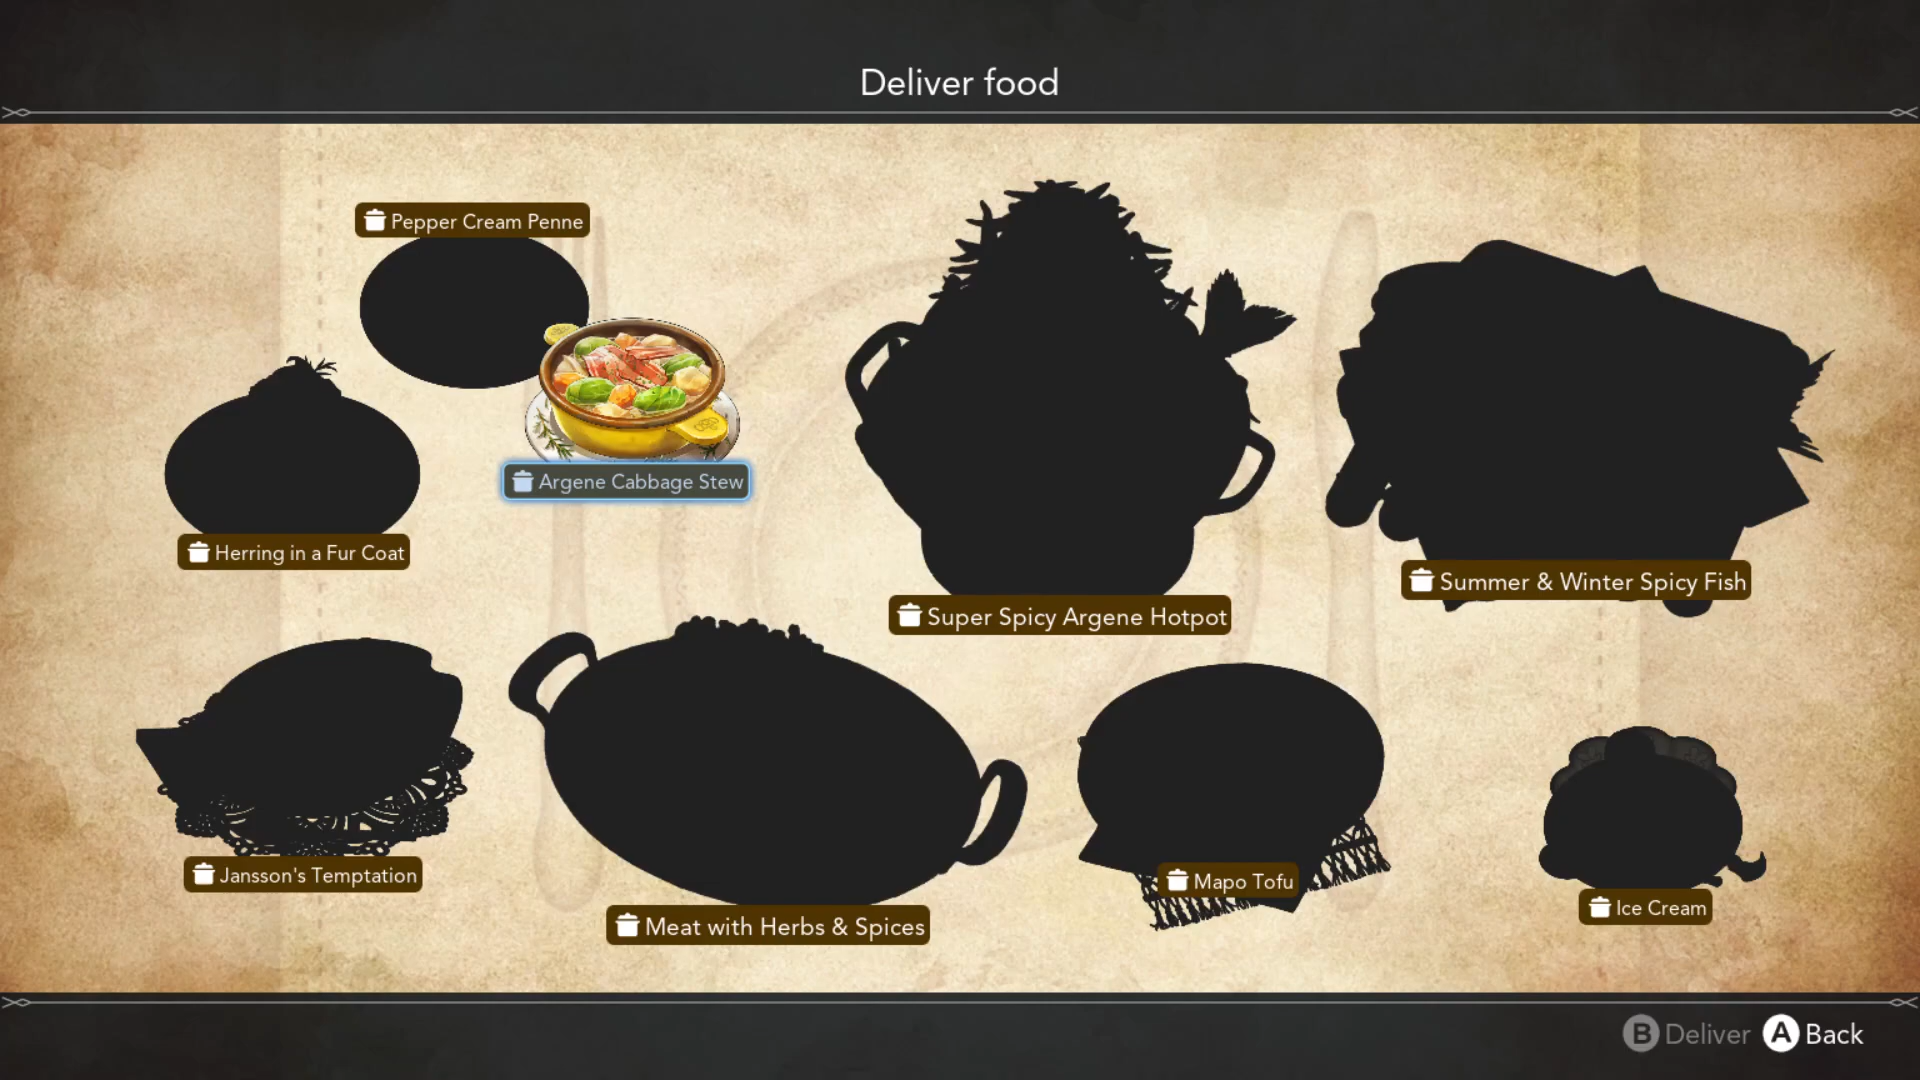 Deliver food
Pepper Cream Penne
Argene Cabbage Stew
Herring in a Fur Coat
Super Spicy Argene Hotpot
Summer & Winter Spicy Fish
Jansson's Temptation
Meat with Herbs & Spices
Mapo Tofu
Ice Cream
B Deliver A Back